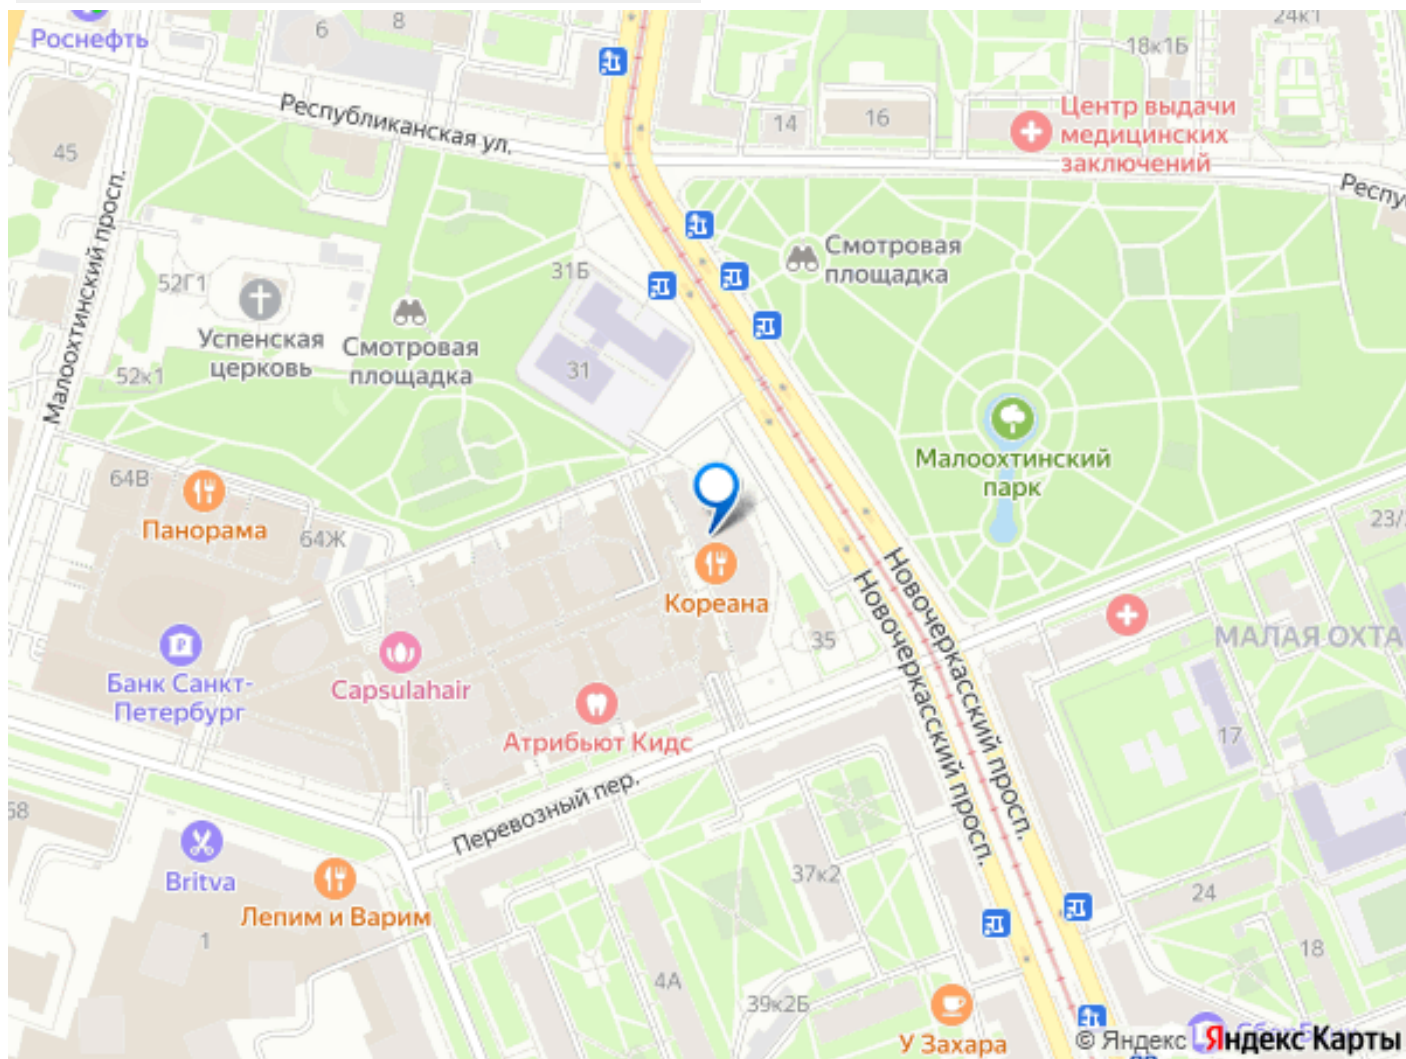 24к1
Роснефть
6
8
18к1Б
Республиканская ул.
14
16
Центр выдачи
медицинских
заключений
45
Малоохтинский просп.
Смотровая
площадка
31Б
52Г1
Успенская
церковь
Смотровая
площадка
52к1
31
Малоохтинский
парк
64В
Панорама
64Ж
Кореана
23/
Новочеркасский просп.
Новочеркасский просп.
35
МАЛАЯ ОХТА
Банк Санкт-
Петербург
Capsulahair
Атрибьют Кидс
17
Перевозный пер.
Britva
Лепим и Варим
1
37к2
24
18
4А
39к2Б
У Захара
© Яндекс Яндекс Карты